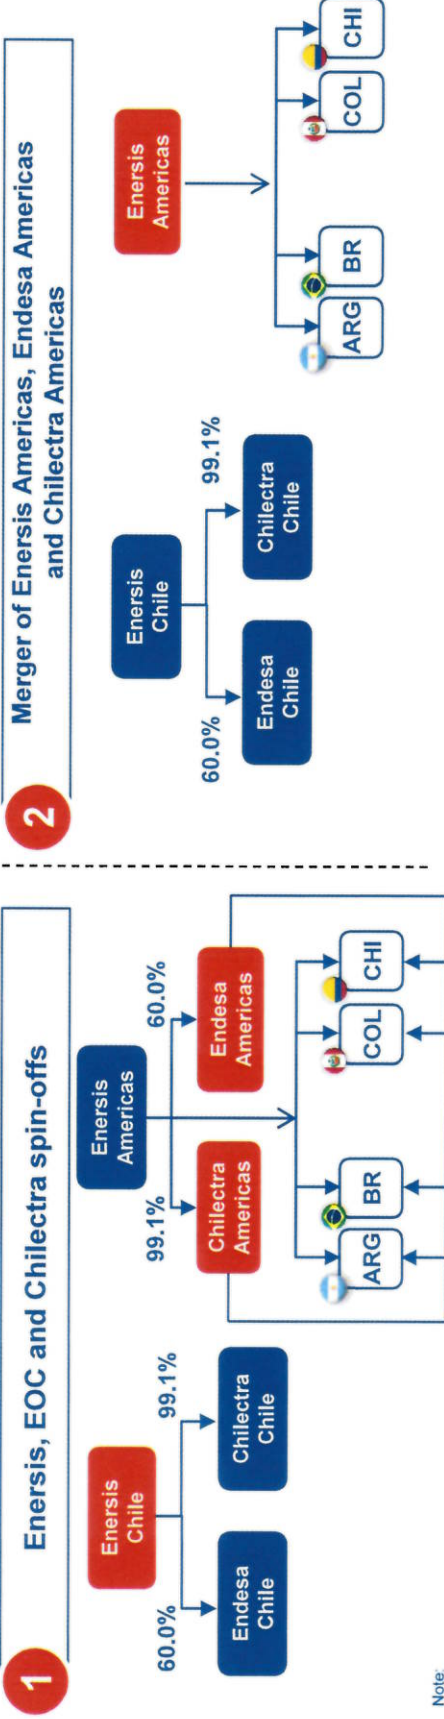 1
Enersis, EOC and Chilectra spin-offs
Enersis
Chile
60.0%
99.1%
Endesa
Chile
Chilectra
Chile
Enersis
Americas
99.1%
60.0%
Chilectra
Americas
Endesa
Americas
ARG
BR
COL
CHI
Note:
2
Merger of Enersis Americas, Endesa Americas
and Chilectra Americas
Enersis
Chile
60.0%
99.1%
Endesa
Chile
Chilectra
Chile
Enersis
Americas
ARG
BR
COL
CHI